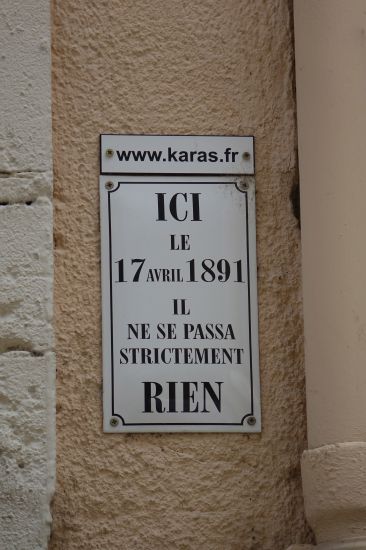 www.karas.fr
ICI
LE
17 AVRIL 1891
IL
NE SE PASSA
STRICTEMENT
RIEN